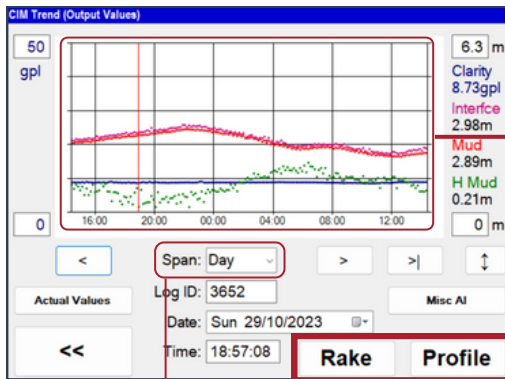 CIM Trend (Output Values)
50
gpl
0
6.3 m
Clarity
8.73gpl
Interfce
2.98m
Mud
2.89m
H Mud
0.21m
0 m
16:00 20:00 00:00 04:00 08:00 12:00
< Span: Day > >| ↕
Actual Values Log ID: 3652 Misc AI
Date: Sun 29/10/2023
<< Time: 18:57:08 Rake Profile